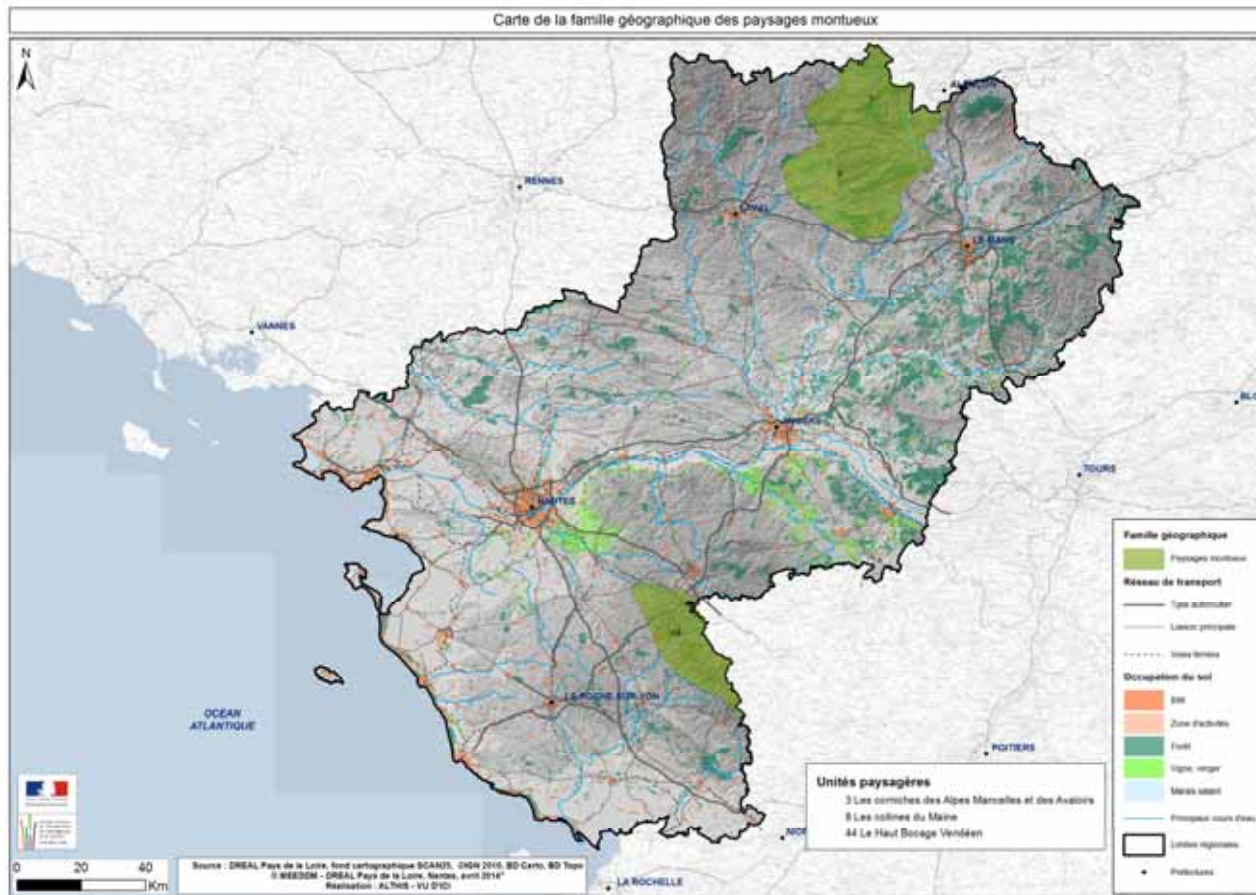 Carte de la famille géographique des paysages montueux
N
ALENÇON
RENNES
LAVAL
LE MANS
VANNES
ANGERS
BLO
TOURS
NANTES
LA ROCHE-SUR-YON
OCEAN
ATLANTIQUE
POITIERS
NIOR
LA ROCHELLE
44
Famille géographique
Paysages montueux
Réseau de transport
Type autoroutier
Liaison principale
Voies ferrées
Occupation du sol
Bâti
Zone d'activités
Forêt
Vigne, verger
Marais salant
Principaux cours d'eau
Limites régionales
Préfectures
Unités paysagères
3 Les corniches des Alpes Mancelles et des Avaloirs
8 Les collines du Maine
44 Le Haut Bocage Vendéen
0 20 40
Km
Source : DREAL Pays de la Loire, fond cartographique SCAN25, ©IGN 2010, BD Carto, BD Topo
© MEEDDM - DREAL Pays de la Loire, Nantes, avril 2014"
Réalisation : ALTHIS - VU D'ICI